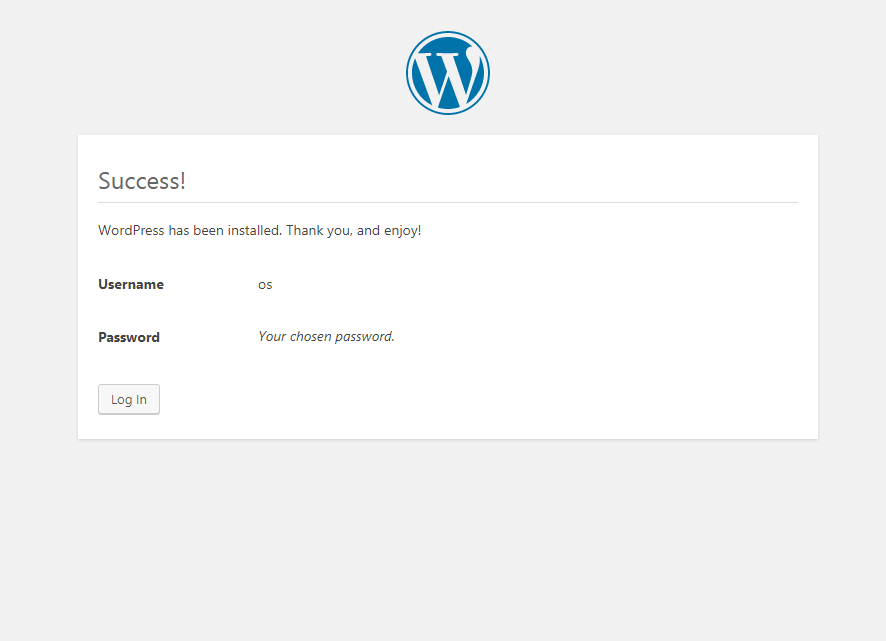 Success!
WordPress has been installed. Thank you, and enjoy!
Username os
Password Your chosen password.
Log In